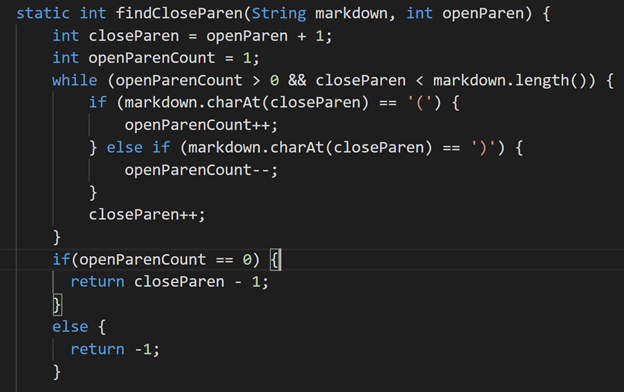 static int findCloseParen(String markdown, int openParen) {
    int closeParen = openParen + 1;
    int openParenCount = 1;
    while (openParenCount > 0 && closeParen < markdown.length()) {
        if (markdown.charAt(closeParen) == '(') {
            openParenCount++;
        } else if (markdown.charAt(closeParen) == ')') {
            openParenCount--;
        }
        closeParen++;
    }
    if(openParenCount == 0) {
      return closeParen - 1;
    }
    else {
      return -1;
    }